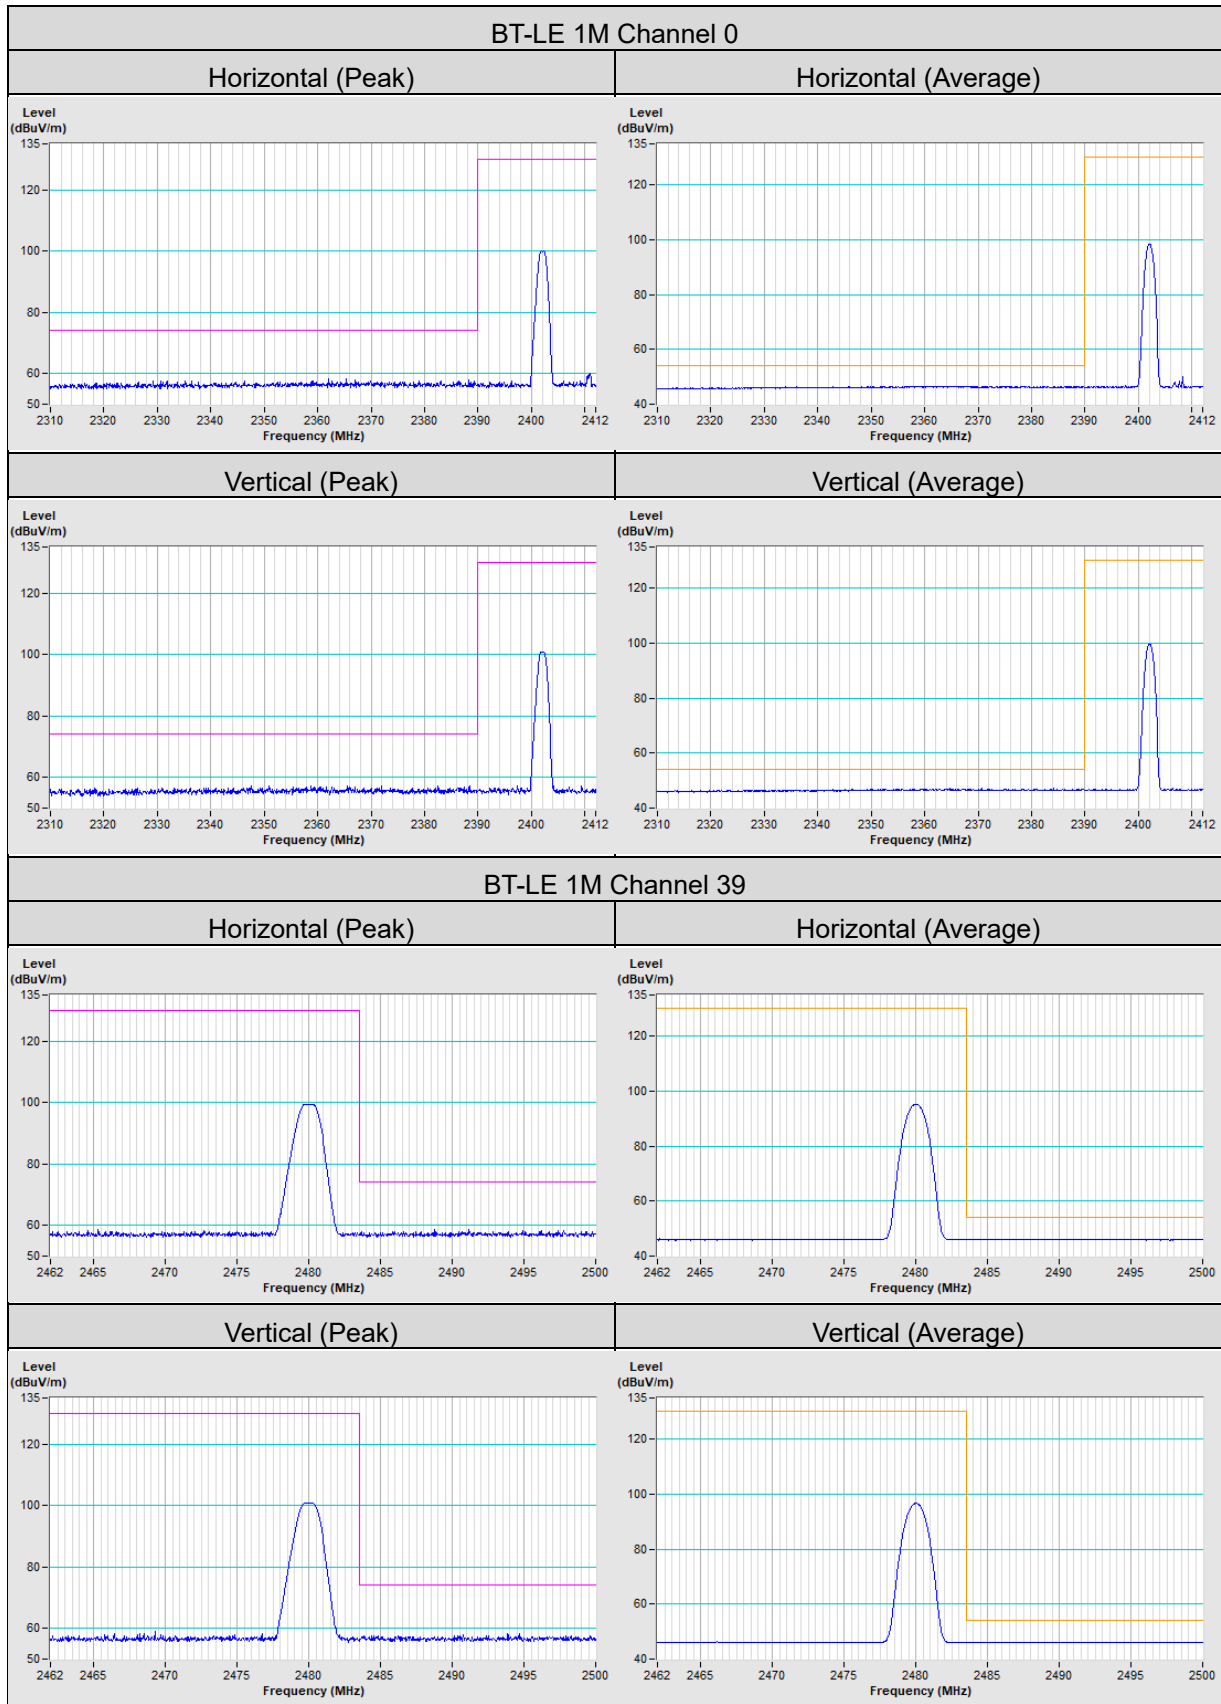 BT-LE 1M Channel 0
Horizontal (Peak) Horizontal (Average)
Level Level
(dBuV/m) (dBuV/m)
135 135
120 120
100 100
80 80
60 60
50 40
2310 2320 2330 2340 2350 2360 2370 2380 2390 2400 2412 2310 2320 2330 2340 2350 2360 2370 2380 2390 2400 2412
Frequency (MHz) Frequency (MHz)
Vertical (Peak) Vertical (Average)
Level Level
(dBuV/m) (dBuV/m)
135 135
120 120
100 100
80 80
60 60
50 40
2310 2320 2330 2340 2350 2360 2370 2380 2390 2400 2412 2310 2320 2330 2340 2350 2360 2370 2380 2390 2400 2412
Frequency (MHz) Frequency (MHz)
BT-LE 1M Channel 39
Horizontal (Peak) Horizontal (Average)
Level Level
(dBuV/m) (dBuV/m)
135 135
120 120
100 100
80 80
60 60
50 40
2462 2465 2470 2475 2480 2485 2490 2495 2500 2462 2465 2470 2475 2480 2485 2490 2495 2500
Frequency (MHz) Frequency (MHz)
Vertical (Peak) Vertical (Average)
Level Level
(dBuV/m) (dBuV/m)
135 135
120 120
100 100
80 80
60 60
50 40
2462 2465 2470 2475 2480 2485 2490 2495 2500 2462 2465 2470 2475 2480 2485 2490 2495 2500
Frequency (MHz) Frequency (MHz)